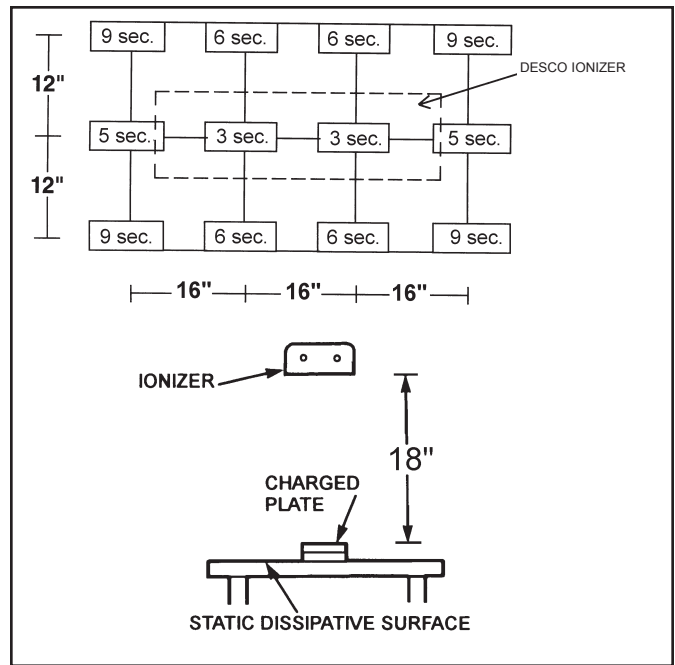 9 sec. 6 sec. 6 sec. 9 sec.
DESCO IONIZER
12"
5 sec. 3 sec. 3 sec. 5 sec.
12"
9 sec. 6 sec. 6 sec. 9 sec.
16" 16" 16"
IONIZER
18"
CHARGED
PLATE
STATIC DISSIPATIVE SURFACE